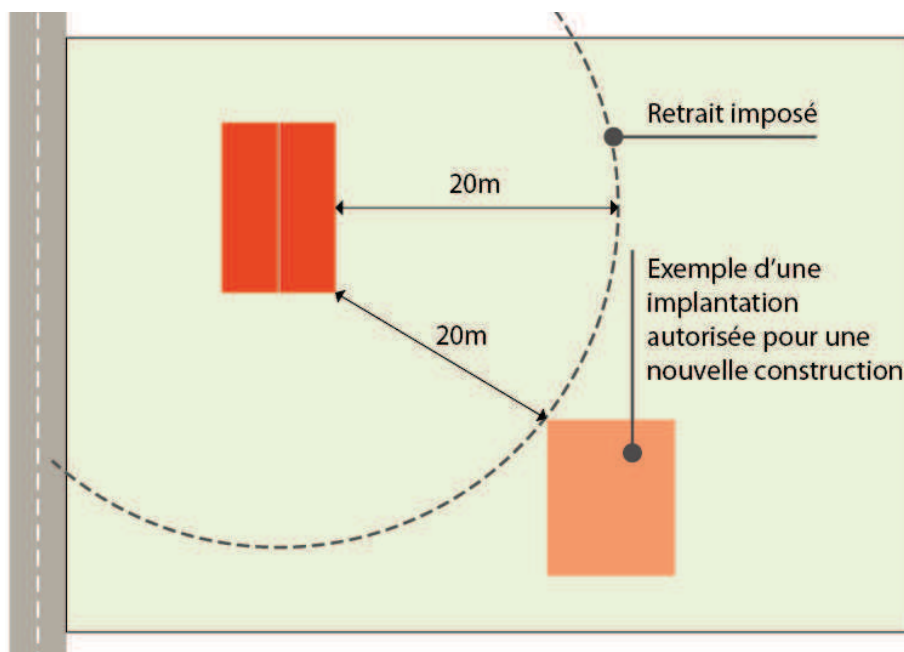 Retrait imposé
20m
Exemple d'une
implantation
autorisée pour une
nouvelle construction
20m